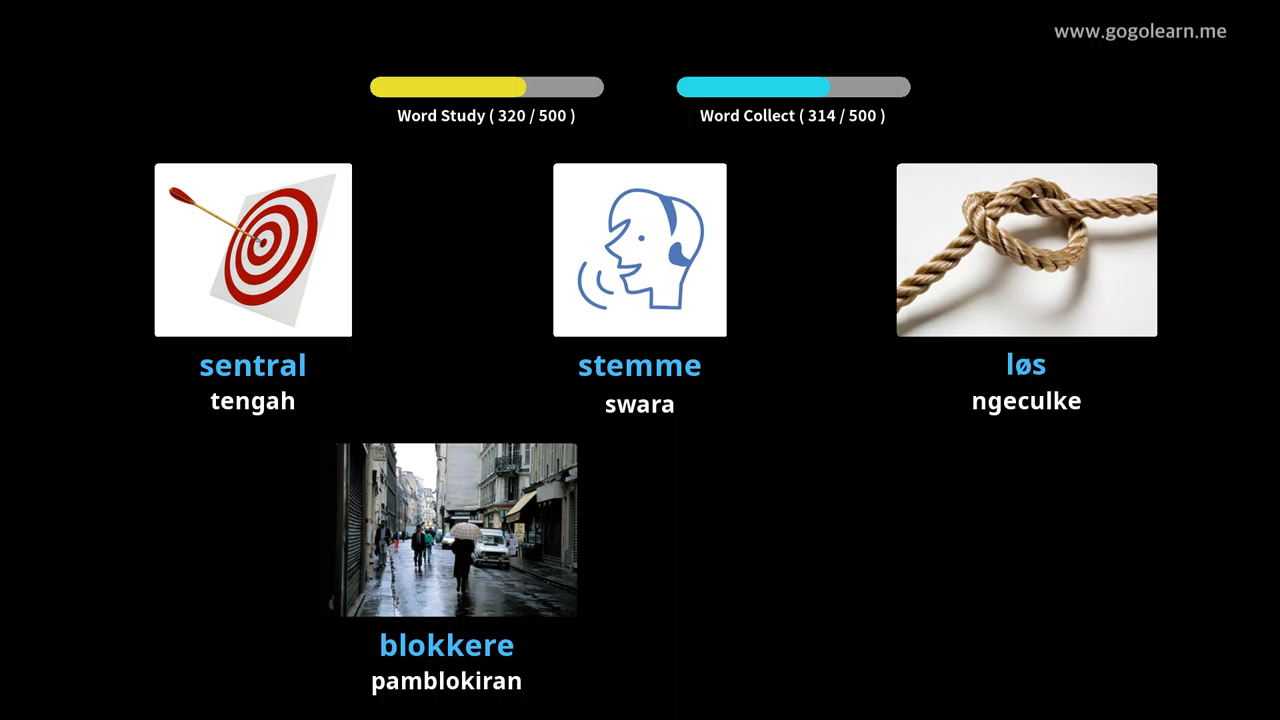 www.gogolearn.me
Word Study ( 320 / 500 )
Word Collect ( 314 / 500 )
sentral
tengah
stemme
swara
løs
ngeculke
blokkere
pamblokiran